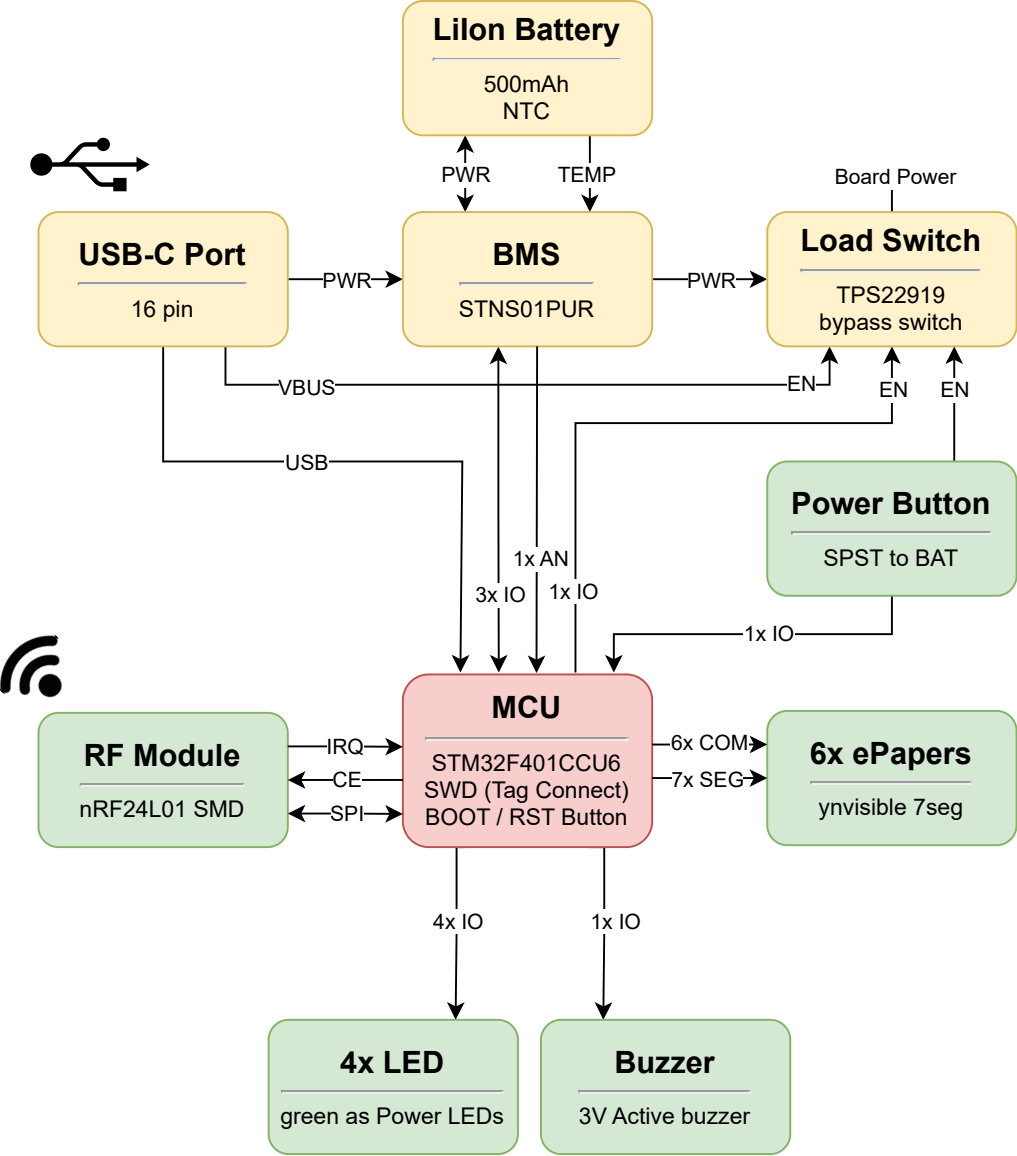 LiIon Battery
500mAh
NTC
PWR
TEMP
Board Power
USB-C Port
16 pin
PWR
BMS
STNS01PUR
PWR
Load Switch
TPS22919
bypass switch
VBUS
EN
EN
EN
USB
Power Button
SPST to BAT
1x AN
3x IO
1x IO
1x IO
RF Module
nRF24L01 SMD
IRQ
CE
SPI
MCU
STM32F401CCU6
SWD (Tag Connect)
BOOT / RST Button
6x COM
7x SEG
6x ePapers
ynvisible 7seg
4x IO
1x IO
4x LED
green as Power LEDs
Buzzer
3V Active buzzer